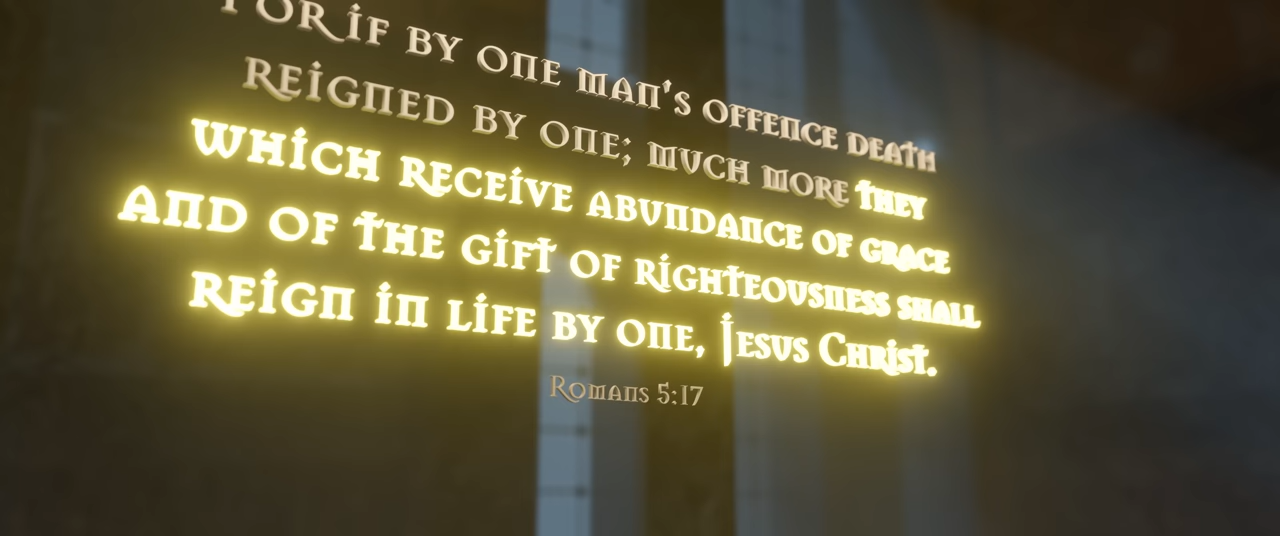 FOR IF BY ONE MAN'S OFFENCE DEATH
REIGNED BY ONE; MUCH MORE THEY
WHICH RECEIVE ABUNDANCE OF GRACE
AND OF THE GIFT OF RIGHTEOUSNESS SHALL
REIGN IN LIFE BY ONE, JESUS CHRIST.
ROMANS 5:17